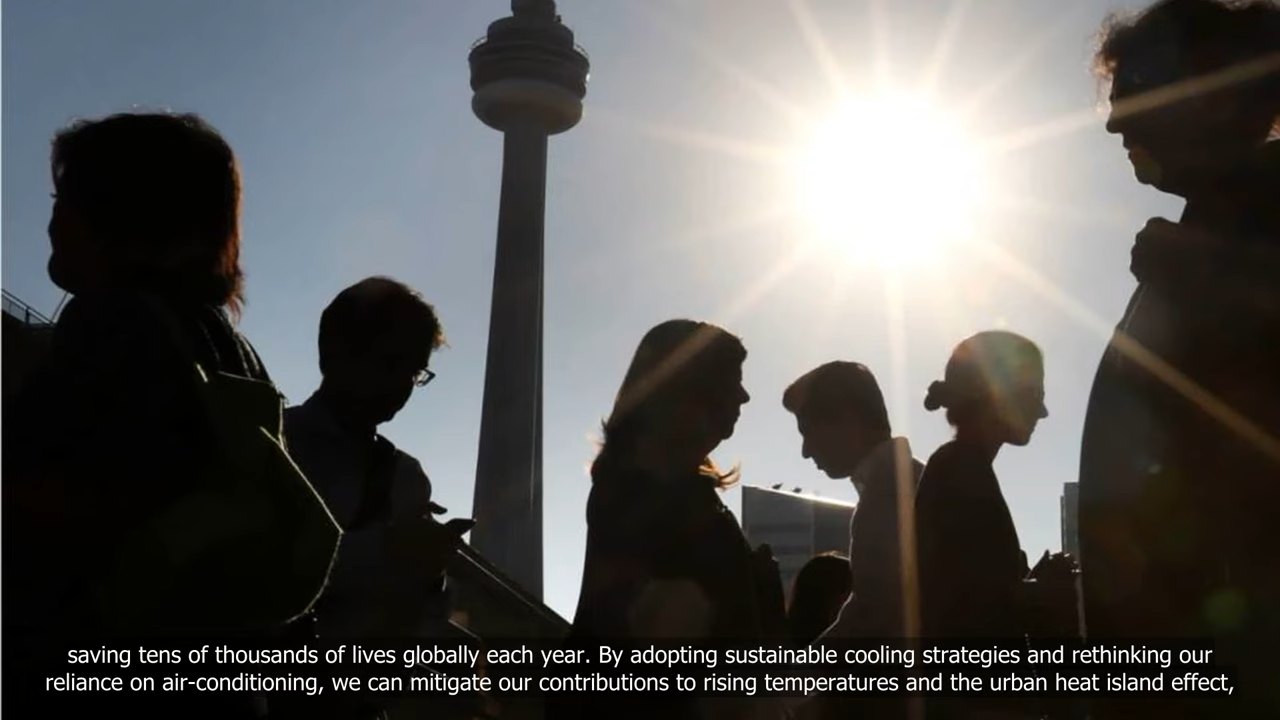 saving tens of thousands of lives globally each year. By adopting sustainable cooling strategies and rethinking our
reliance on air-conditioning, we can mitigate our contributions to rising temperatures and the urban heat island effect,